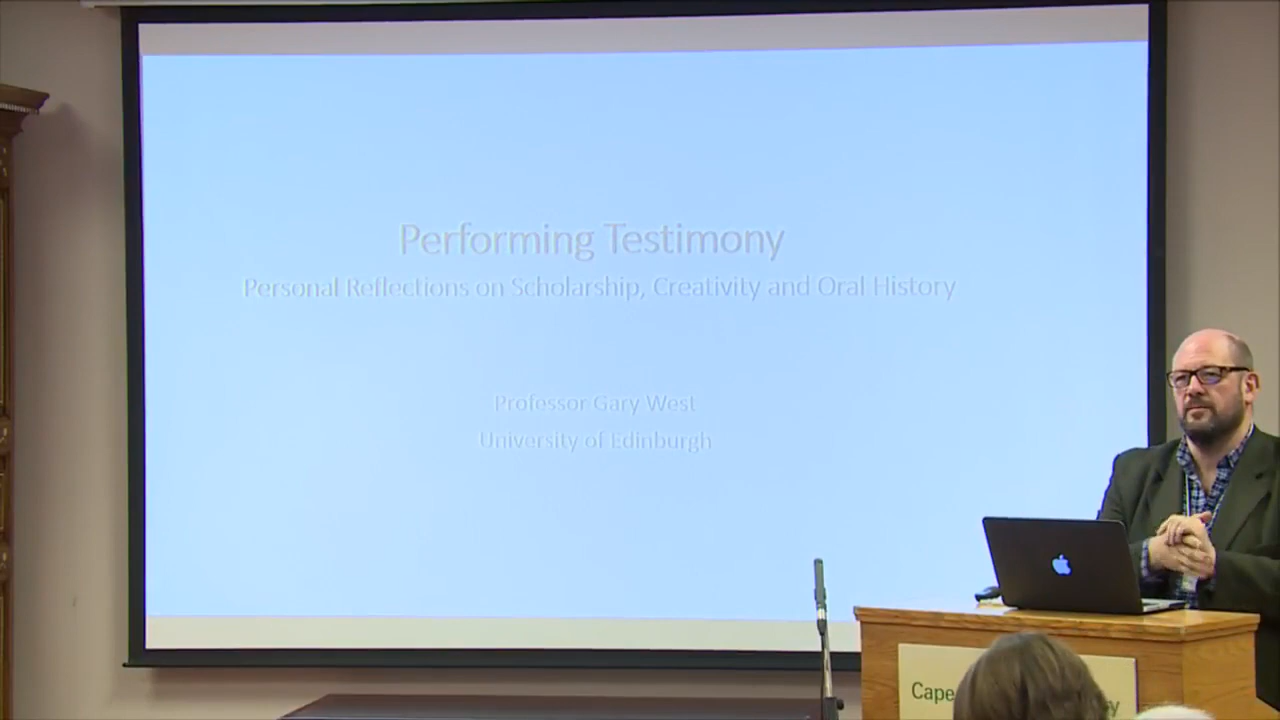 Performing Testimony
Personal Reflections on Scholarship, Creativity and Oral History
Professor Gary West
University of Edinburgh
Cape